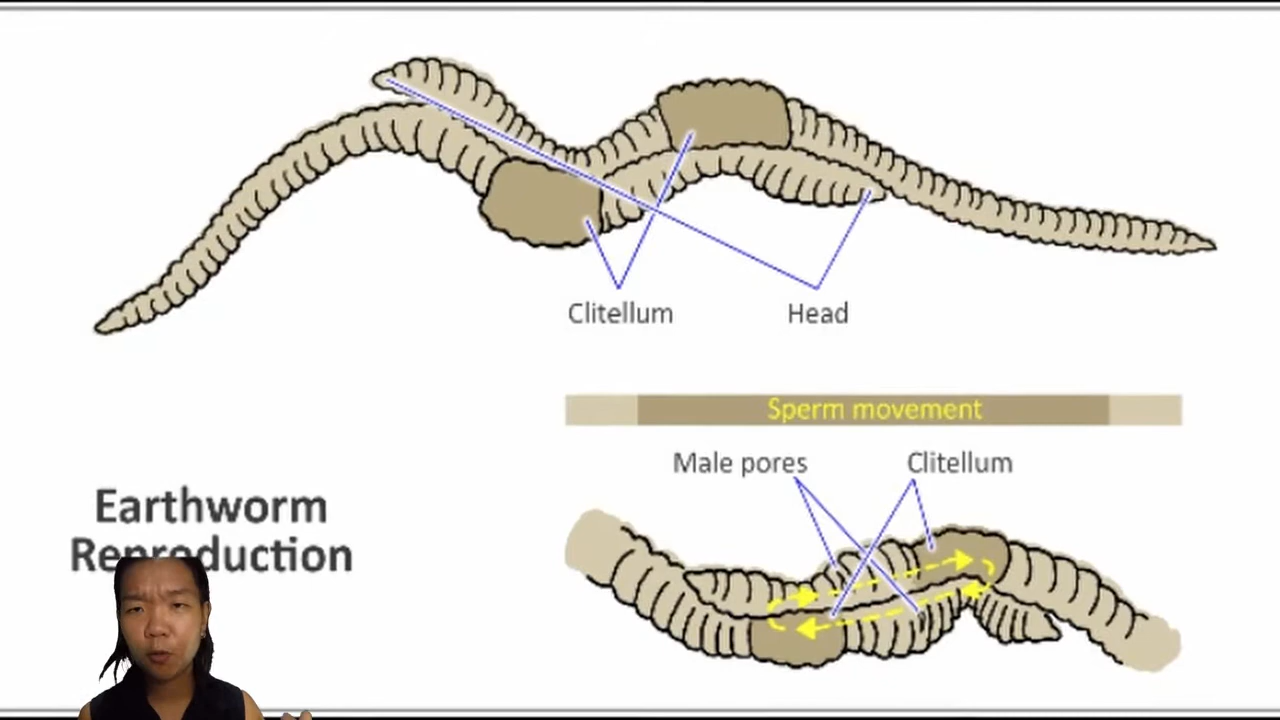 Clitellum
Head
Sperm movement
Male pores
Clitellum
Earthworm
Reproduction